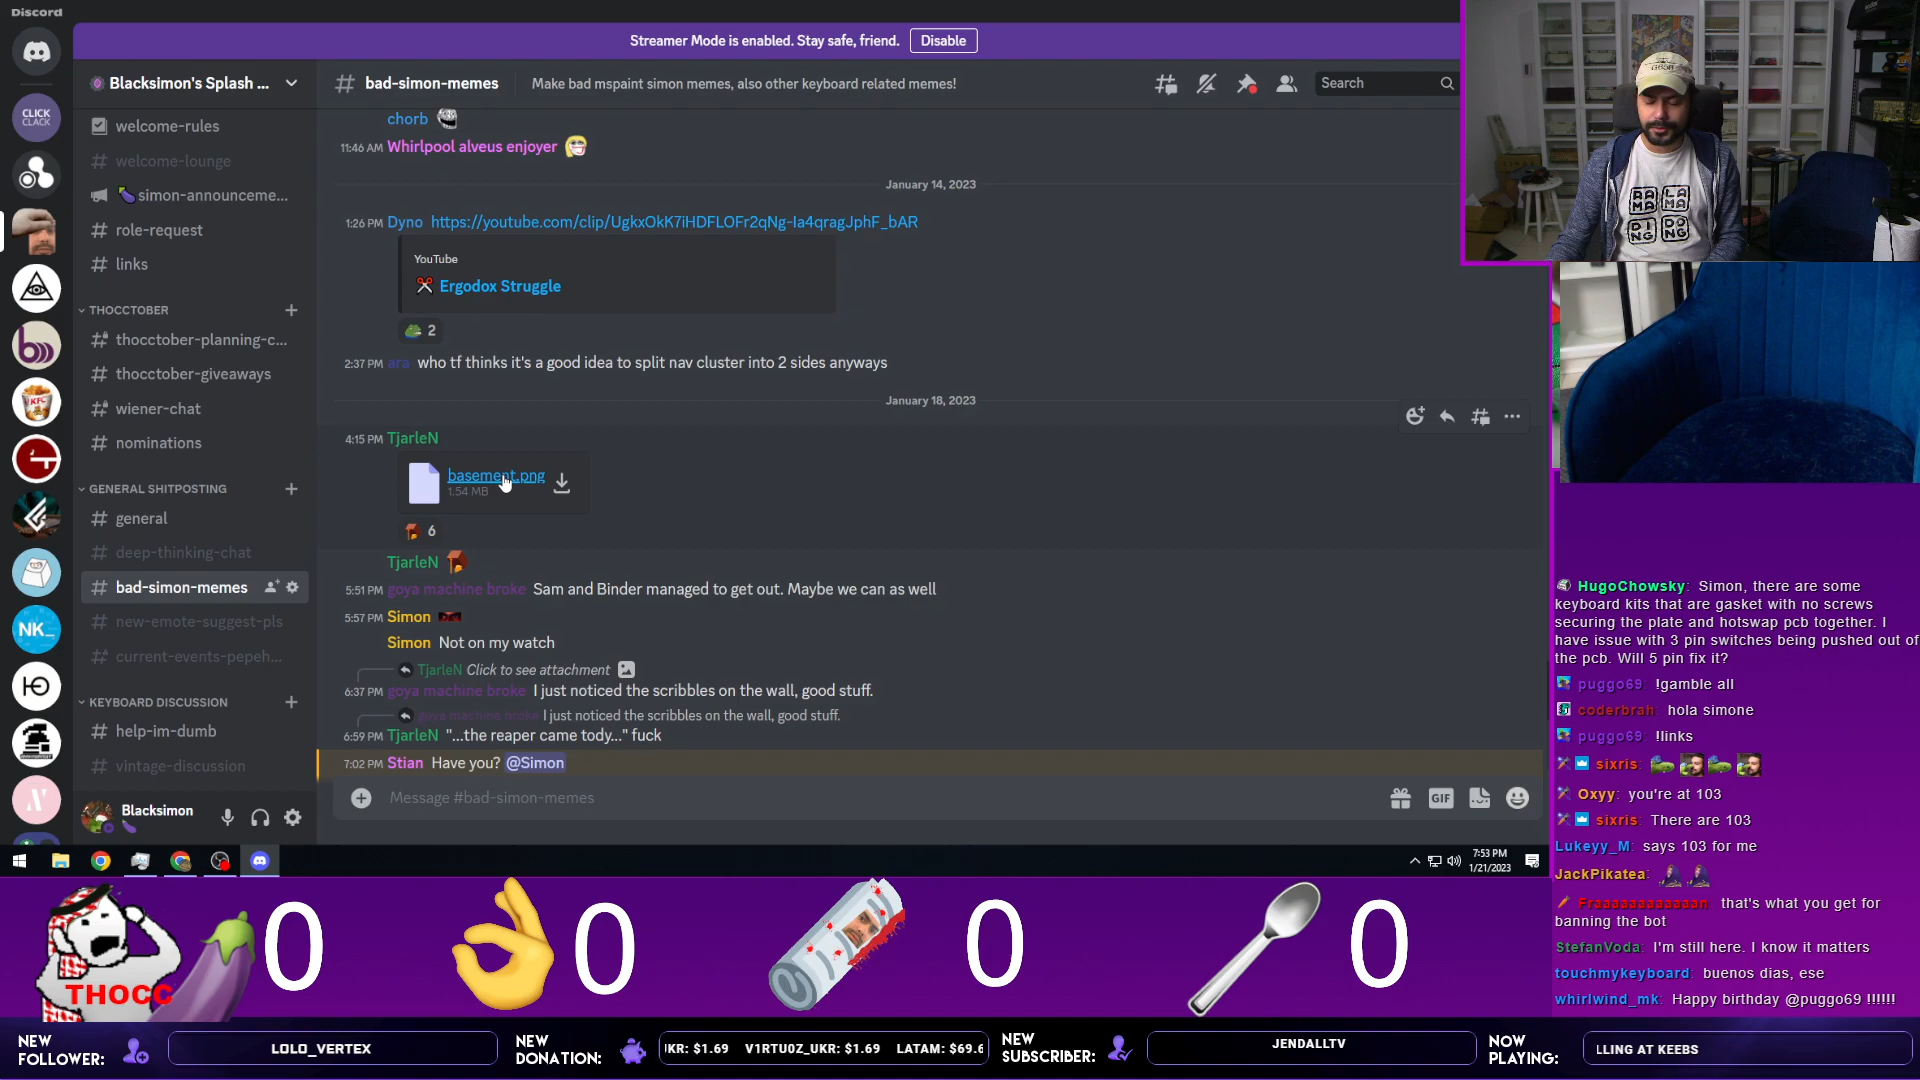 Discord
Streamer Mode is enabled. Stay safe, friend. Disable
Blacksimon's Splash ...
# bad-simon-memes
Make bad mspaint simon memes, also other keyboard related memes!
Search
CLICK
CLACK
NK_
welcome-rules
welcome-lounge
simon-announceme...
role-request
links
THOCCTOBER
thocctober-planning-c...
thocctober-giveaways
wiener-chat
nominations
GENERAL SHITPOSTING
general
deep-thinking-chat
bad-simon-memes
new-emote-suggest-pls
current-events-pepeh...
KEYBOARD DISCUSSION
help-im-dumb
vintage-discussion
Blacksimon
chorb
11:46 AM Whirlpool alveus enjoyer
January 14, 2023
1:26 PM Dyno https://youtube.com/clip/UgkxOkK7iHDFLOFr2qNg-Ia4qragJphF_bAR
YouTube
Ergodox Struggle
2
2:37 PM ara who tf thinks it's a good idea to split nav cluster into 2 sides anyways
January 18, 2023
4:15 PM TjarleN
basement.png
1.54 MB
6
TjarleN
5:51 PM goya machine broke Sam and Binder managed to get out. Maybe we can as well
5:57 PM Simon
Simon Not on my watch
TjarleN Click to see attachment
6:37 PM goya machine broke I just noticed the scribbles on the wall, good stuff.
goya machine broke I just noticed the scribbles on the wall, good stuff.
6:59 PM TjarleN "...the reaper came tody..." fuck
7:02 PM Stian Have you? @Simon
Message #bad-simon-memes
GIF
7:53 PM
1/21/2023
RAMA LAMA
DING DONG
HugoChowsky: Simon, there are some
keyboard kits that are gasket with no screws
securing the plate and hotswap pcb together. I
have issue with 3 pin switches being pushed out of
the pcb. Will 5 pin fix it?
puggo69: !gamble all
coderbrah: hola simone
puggo69: !links
sixris:
Oxyy: you're at 103
sixris: There are 103
Lukeyy_M: says 103 for me
JackPikatea:
that's what you get for
banning the bot
StefanVoda: I'm still here. I know it matters
touchmykeyboard: buenos dias, ese
whirlwind_mk: Happy birthday @puggo69 !!!!!!
THOCC
0
0
0
0
NEW
FOLLOWER:
LOLO_VERTEX
NEW
DONATION:
IKR: $1.69 V1RTU0Z_UKR: $1.69 LATAM: $69.6
NEW
SUBSCRIBER:
JENDALLTV
NOW
PLAYING:
LLING AT KEEBS